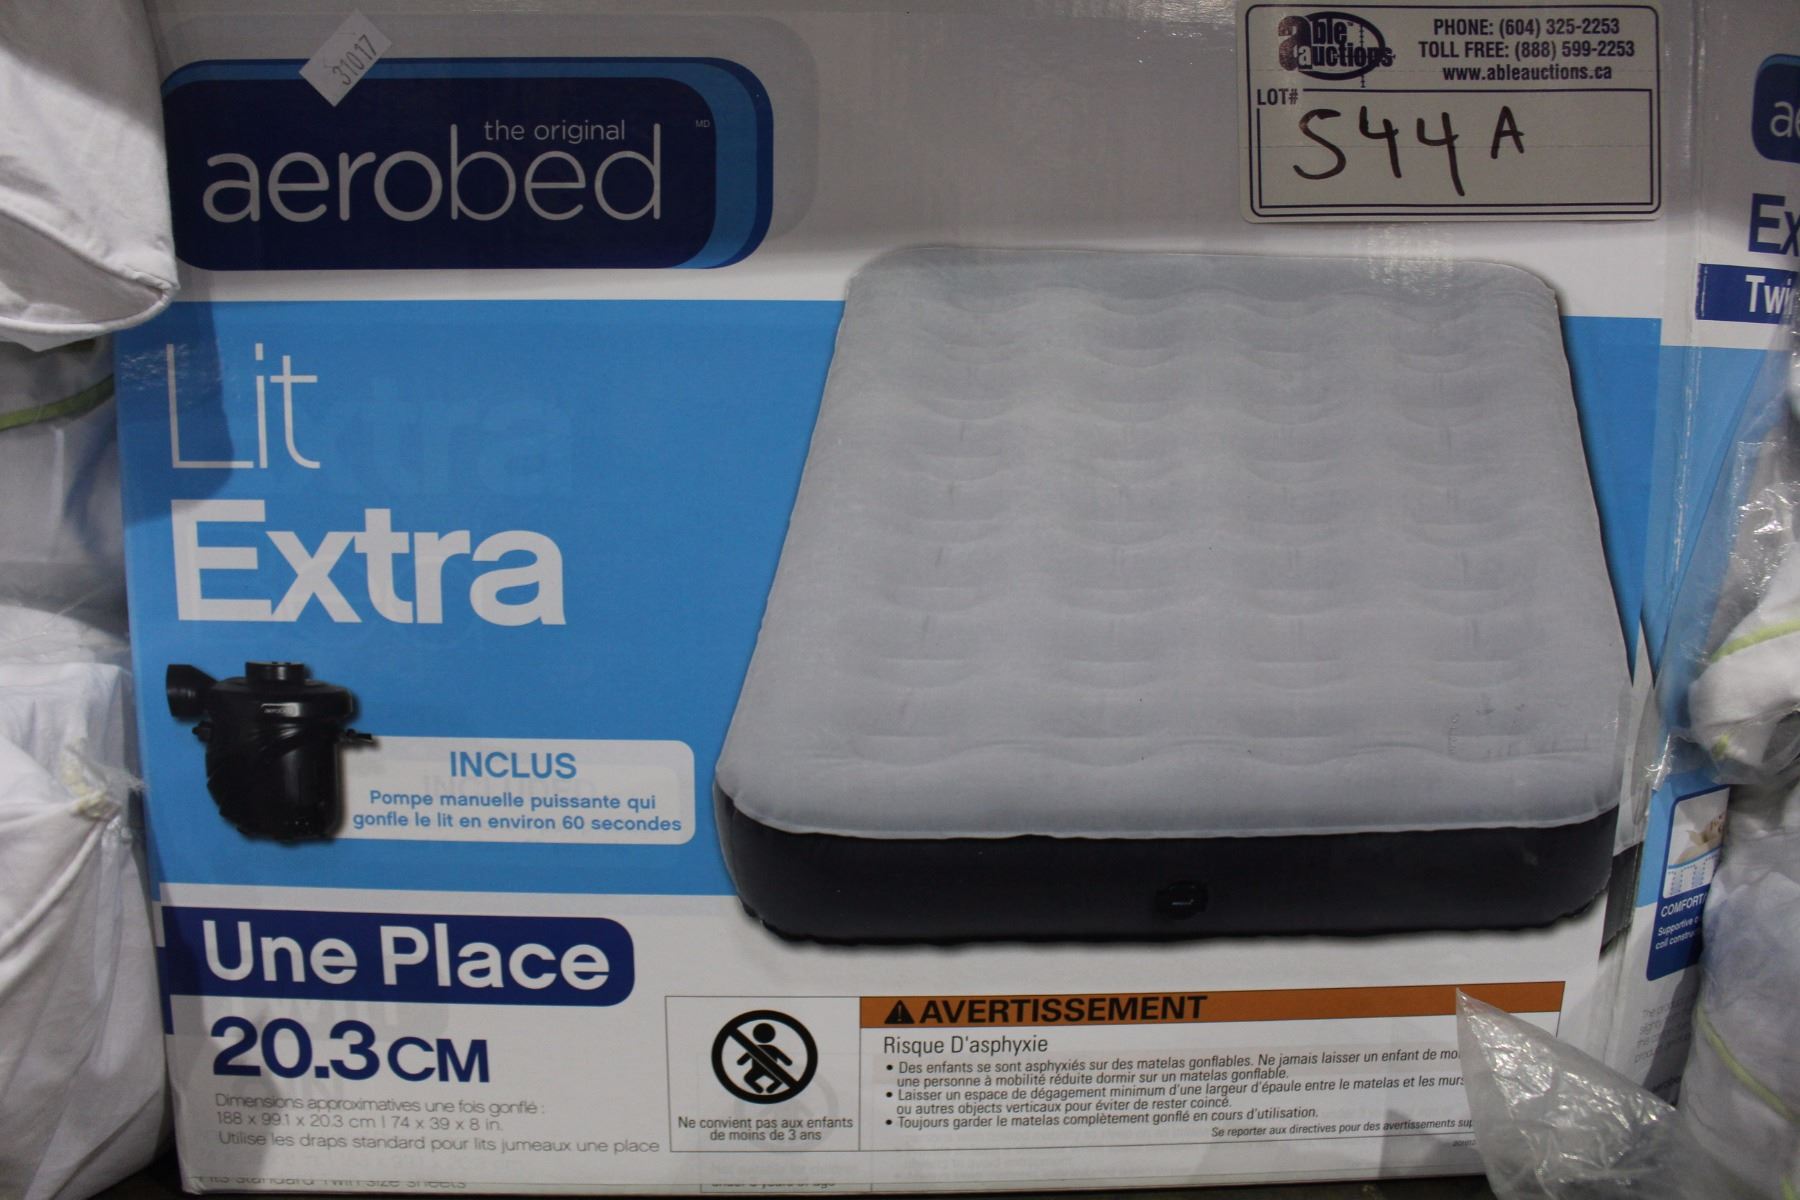 31017
the original
aerobed MD
able auctions
PHONE: (604) 325-2253
TOLL FREE: (888) 599-2253
www.ableauctions.ca
LOT#
544A
Lit
Extra
INCLUS
Pompe manuelle puissante qui
gonfle le lit en environ 60 secondes
Une Place
20.3 CM
Dimensions approximatives une fois gonflé :
188 x 99.1 x 20.3 cm | 74 x 39 x 8 in.
Utilise les draps standard pour lits jumeaux une place
Ne convient pas aux enfants
de moins de 3 ans
AVERTISSEMENT
Risque D'asphyxie
• Des enfants se sont asphyxiés sur des matelas gonflables. Ne jamais laisser un enfant de
une personne à mobilité réduite dormir sur un matelas gonflable.
• Laisser un espace de dégagement minimum d'une largeur d'épaule entre le matelas et les murs
ou autres objects verticaux pour éviter de rester coincé.
• Toujours garder le matelas complètement gonflé en cours d'utilisation.
Se reporter aux directives pour des avertissements
ae
Ex
Twi
COMFORT
Supportive
coil